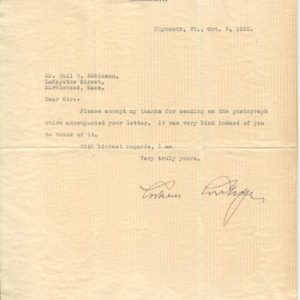 Plymouth, Vt., Oct. 3, 1932.
Mr. Neil R. Robinson,
Lafayette Street,
Marblehead, Mass.
Dear Sir:-
Please accept my thanks for sending me the photograph
which accompanied your letter. It was very kind indeed of you
to think of it.
With kindest regards, I am
Very truly yours,
Calvin Coolidge